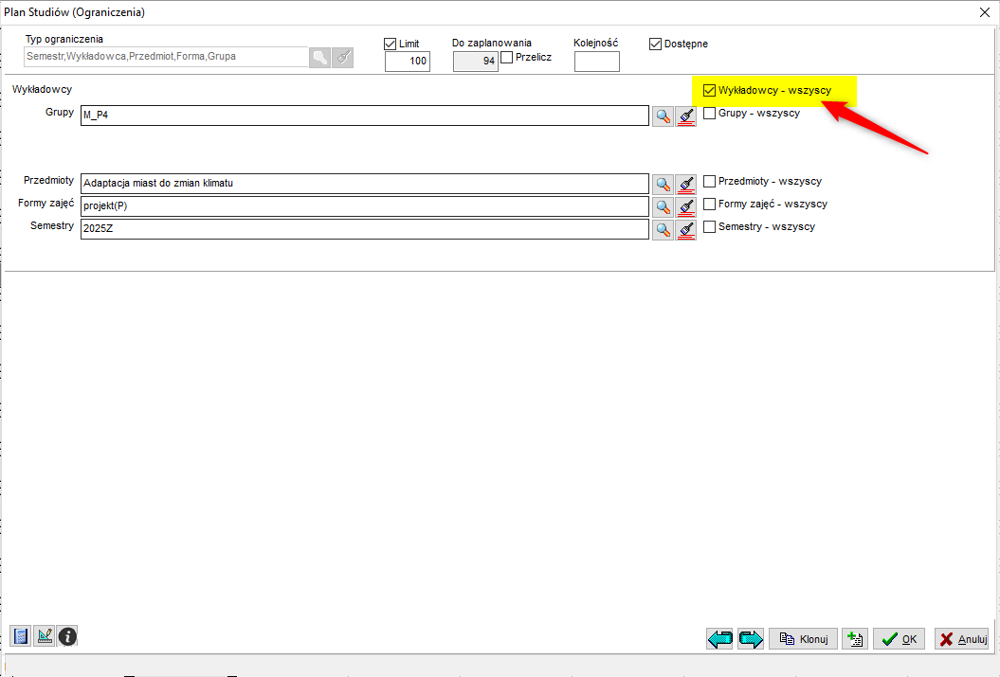 Plan Studiów (Ograniczenia)
Typ ograniczenia
Semestr,Wykładowca,Przedmiot,Forma,Grupa
Limit
100
Do zaplanowania
94
Przelicz
Kolejność
Dostępne
Wykładowcy
Wykładowcy - wszyscy
Grupy
M_P4
Grupy - wszyscy
Przedmioty
Adaptacja miast do zmian klimatu
Przedmioty - wszyscy
Formy zajęć
projekt(P)
Formy zajęć - wszyscy
Semestry
2025Z
Semestry - wszyscy
Klonuj
OK
Anuluj